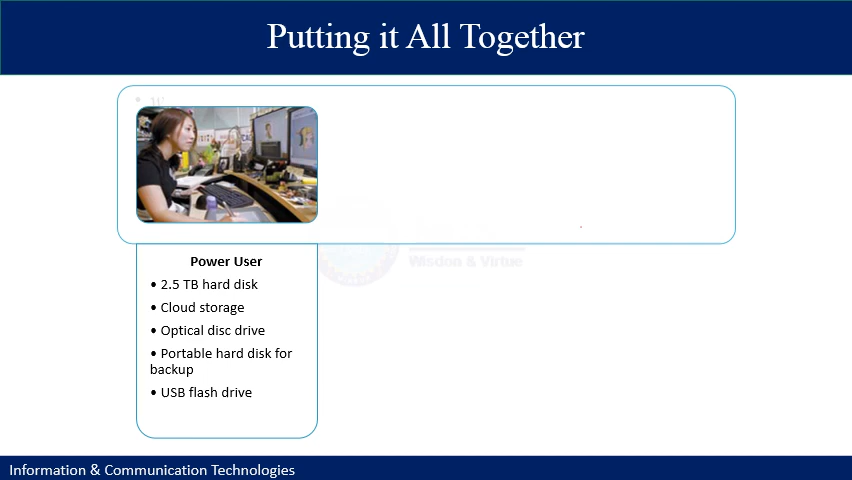 Putting it All Together
Power User
• 2.5 TB hard disk
• Cloud storage
• Optical disc drive
• Portable hard disk for
backup
• USB flash drive
Wisdom & Virtue
Information & Communication Technologies